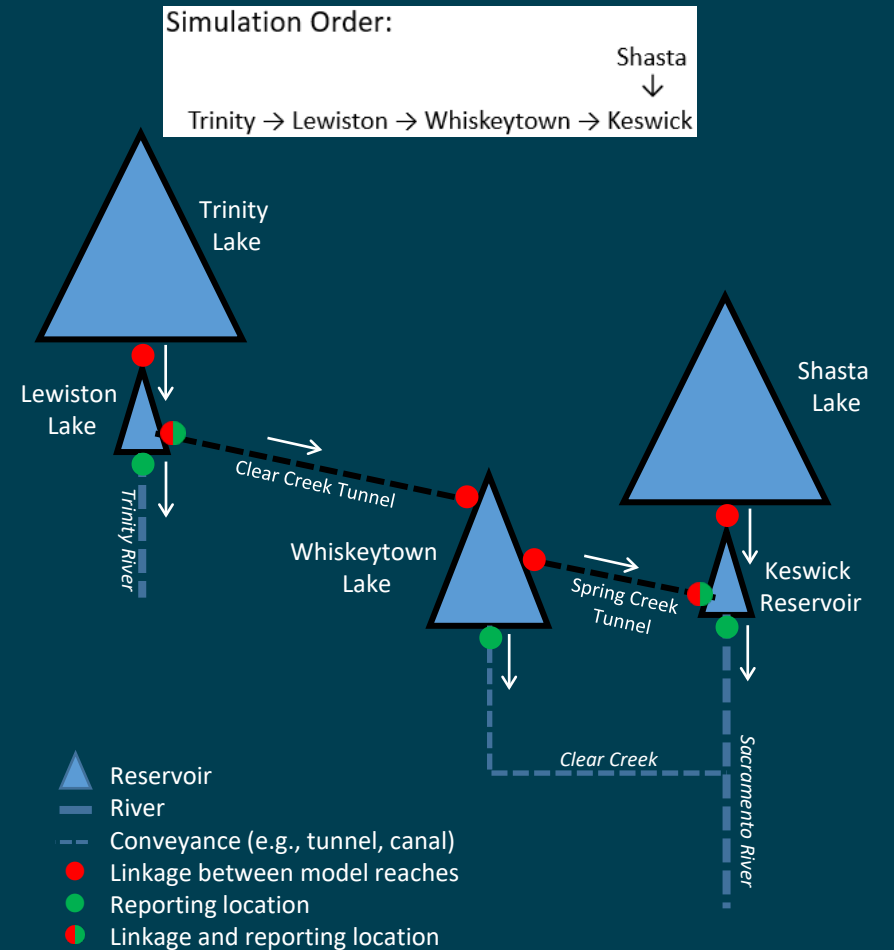 Simulation Order:
Shasta
↓
Trinity → Lewiston → Whiskeytown → Keswick
Trinity
Lake
Lewiston
Lake
Shasta
Lake
Clear Creek Tunnel
Trinity River
Whiskeytown
Lake
Spring Creek
Tunnel
Keswick
Reservoir
Clear Creek
Sacramento River
Reservoir
River
Conveyance (e.g., tunnel, canal)
Linkage between model reaches
Reporting location
Linkage and reporting location